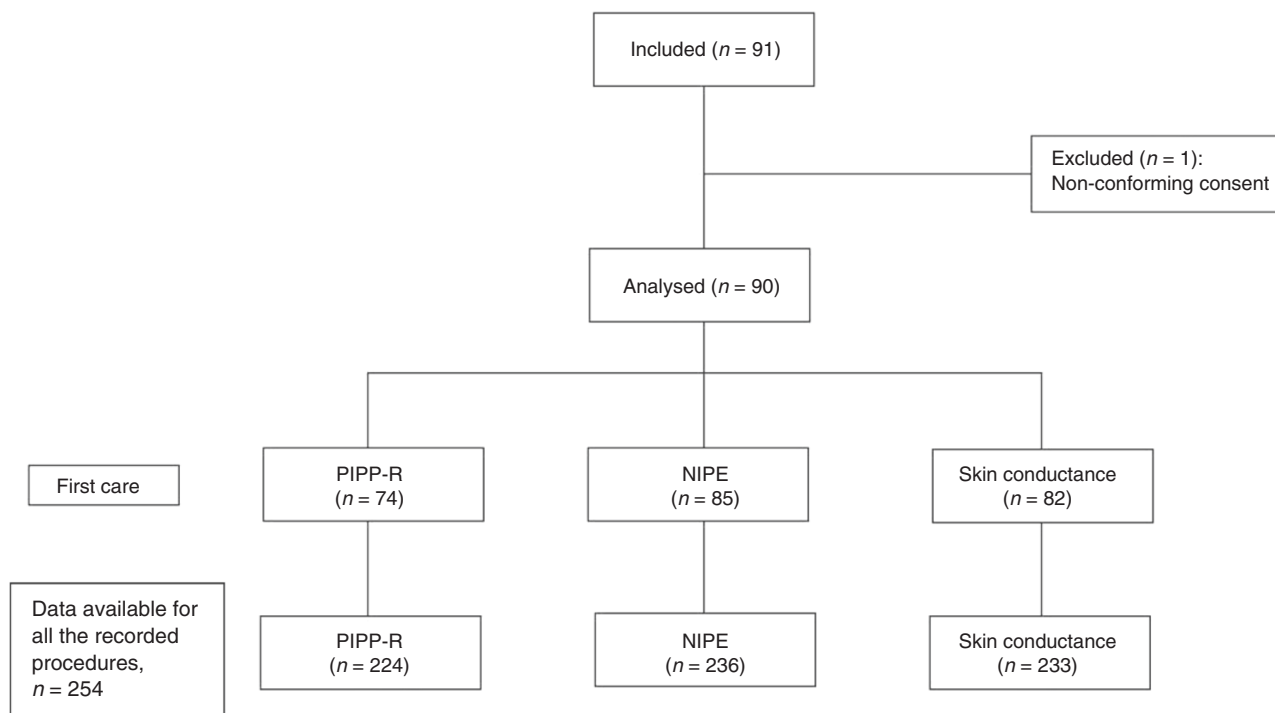 Included (n = 91)
Excluded (n = 1):
Non-conforming consent
Analysed (n = 90)
First care
PIPP-R
(n = 74)
NIPE
(n = 85)
Skin conductance
(n = 82)
Data available for
all the recorded
procedures,
n = 254
PIPP-R
(n = 224)
NIPE
(n = 236)
Skin conductance
(n = 233)